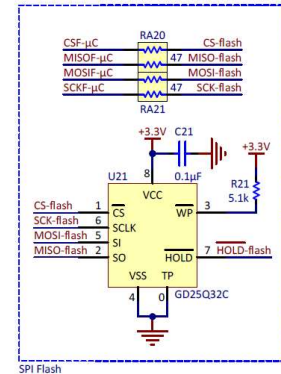 RA20
CSF-µC CS-flash
MISOF-µC 47 MISO-flash
MOSIF-µC MOSI-flash
SCKF-µC 47 SCK-flash
RA21
+3.3V C21 +3.3V
0.1µF
U21 8 R21
VCC 5.1k
CS-flash 1 CS WP 3
SCK-flash 6 SCLK
MOSI-flash 5 SI
MISO-flash 2 SO HOLD 7 HOLD-flash
VSS TP
4 0 GD25Q32C
SPI Flash